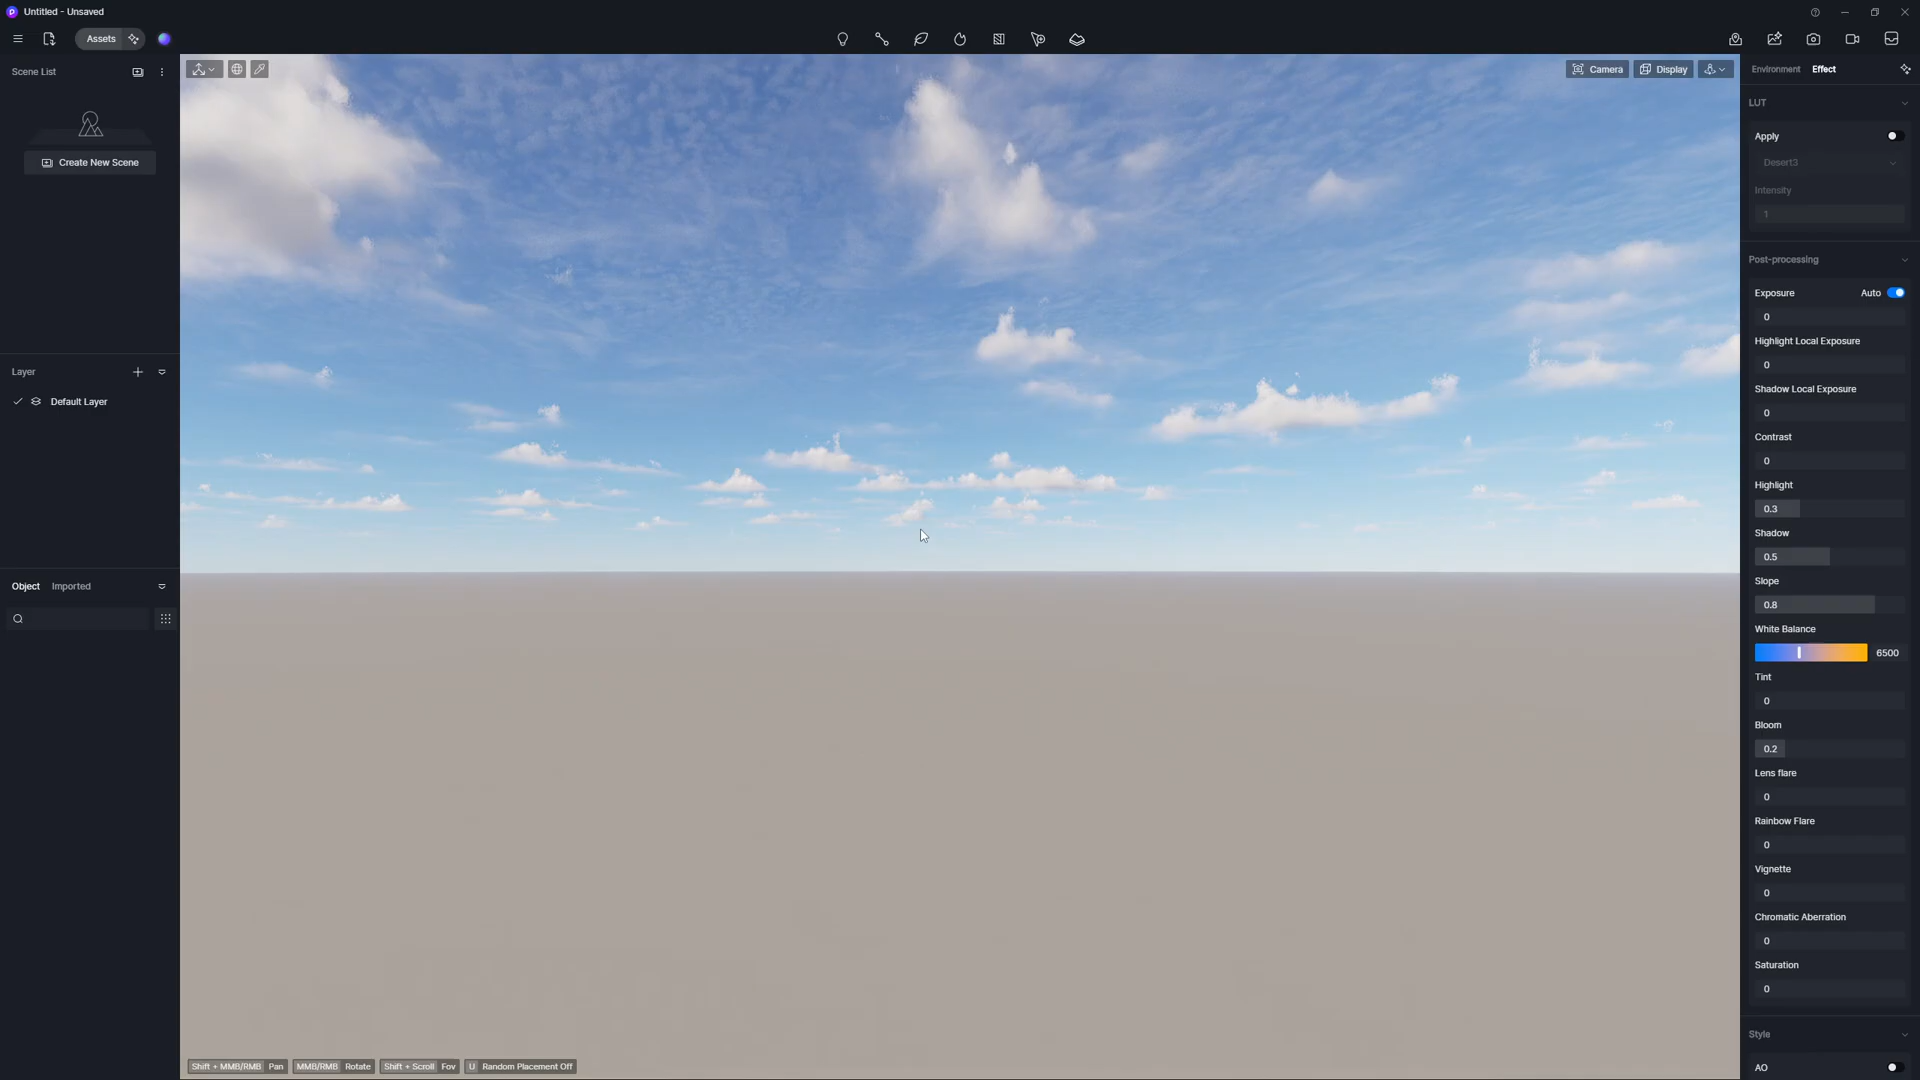 Untitled - Unsaved
Assets
Scene List
Create New Scene
Layer
Default Layer
Object Imported
Camera Display
Environment Effect
LUT
Apply
Desert3
Intensity
1
Post-processing
Exposure Auto
0
Highlight Local Exposure
0
Shadow Local Exposure
0
Contrast
0
Highlight
0.3
Shadow
0.5
Slope
0.8
White Balance
6500
Tint
0
Bloom
0.2
Lens flare
0
Rainbow Flare
0
Vignette
0
Chromatic Aberration
0
Saturation
0
Style
AO
Shift + MMB/RMB Pan MMB/RMB Rotate Shift + Scroll Fov U Random Placement Off